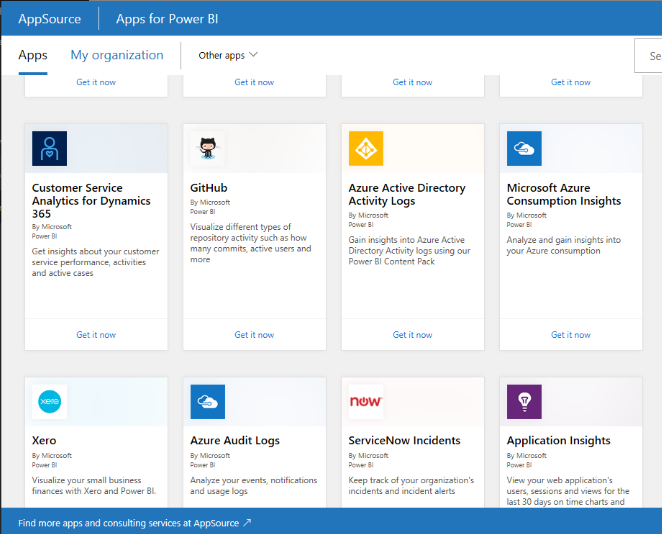 AppSource
Apps for Power BI
Apps
My organization
Other apps
Se
Get it now
Get it now
Get it now
Get it now
Customer Service
Analytics for Dynamics
365
By Microsoft
Power BI
Get insights about your customer
service performance, activities
and active cases
Get it now
GitHub
By Microsoft
Power BI
Visualize different types of
repository activity such as how
many commits, active users and
more
Get it now
Azure Active Directory
Activity Logs
By Microsoft
Power BI
Gain insights into Azure Active
Directory Activity logs using our
Power BI Content Pack
Get it now
Microsoft Azure
Consumption Insights
By Microsoft
Power BI
Analyze and gain insights into
your Azure consumption
Get it now
xero
Xero
By Microsoft
Power BI
Visualize your small business
finances with Xero and Power BI.
Azure Audit Logs
By Microsoft
Power BI
Analyze your events, notifications
and usage logs
now
ServiceNow Incidents
By Microsoft
Power BI
Keep track of your organization's
incidents and incident alerts
Application Insights
By Microsoft
Power BI
View your web application's
users, sessions and views for the
last 30 days on time charts and
Find more apps and consulting services at AppSource